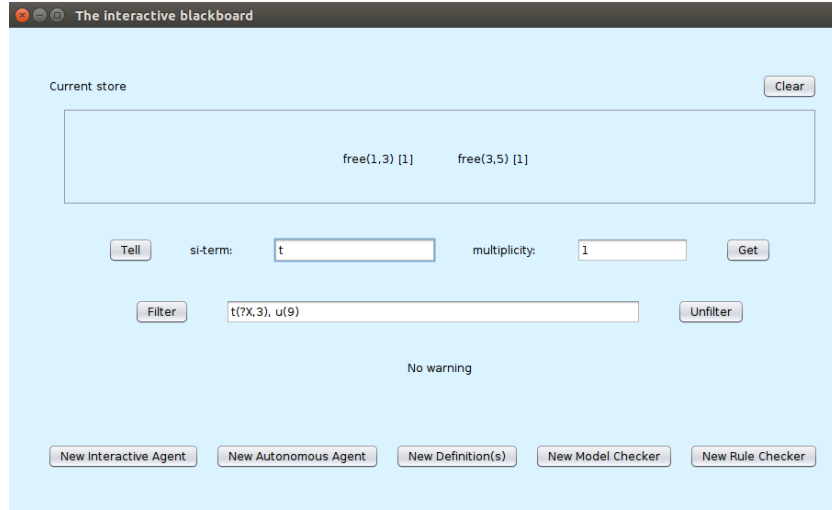 The interactive blackboard
Current store Clear
free(1,3) [1] free(3,5) [1]
Tell si-term: t multiplicity: 1 Get
Filter t(?X,3), u(9) Unfilter
No warning
New Interactive Agent New Autonomous Agent New Definition(s) New Model Checker New Rule Checker